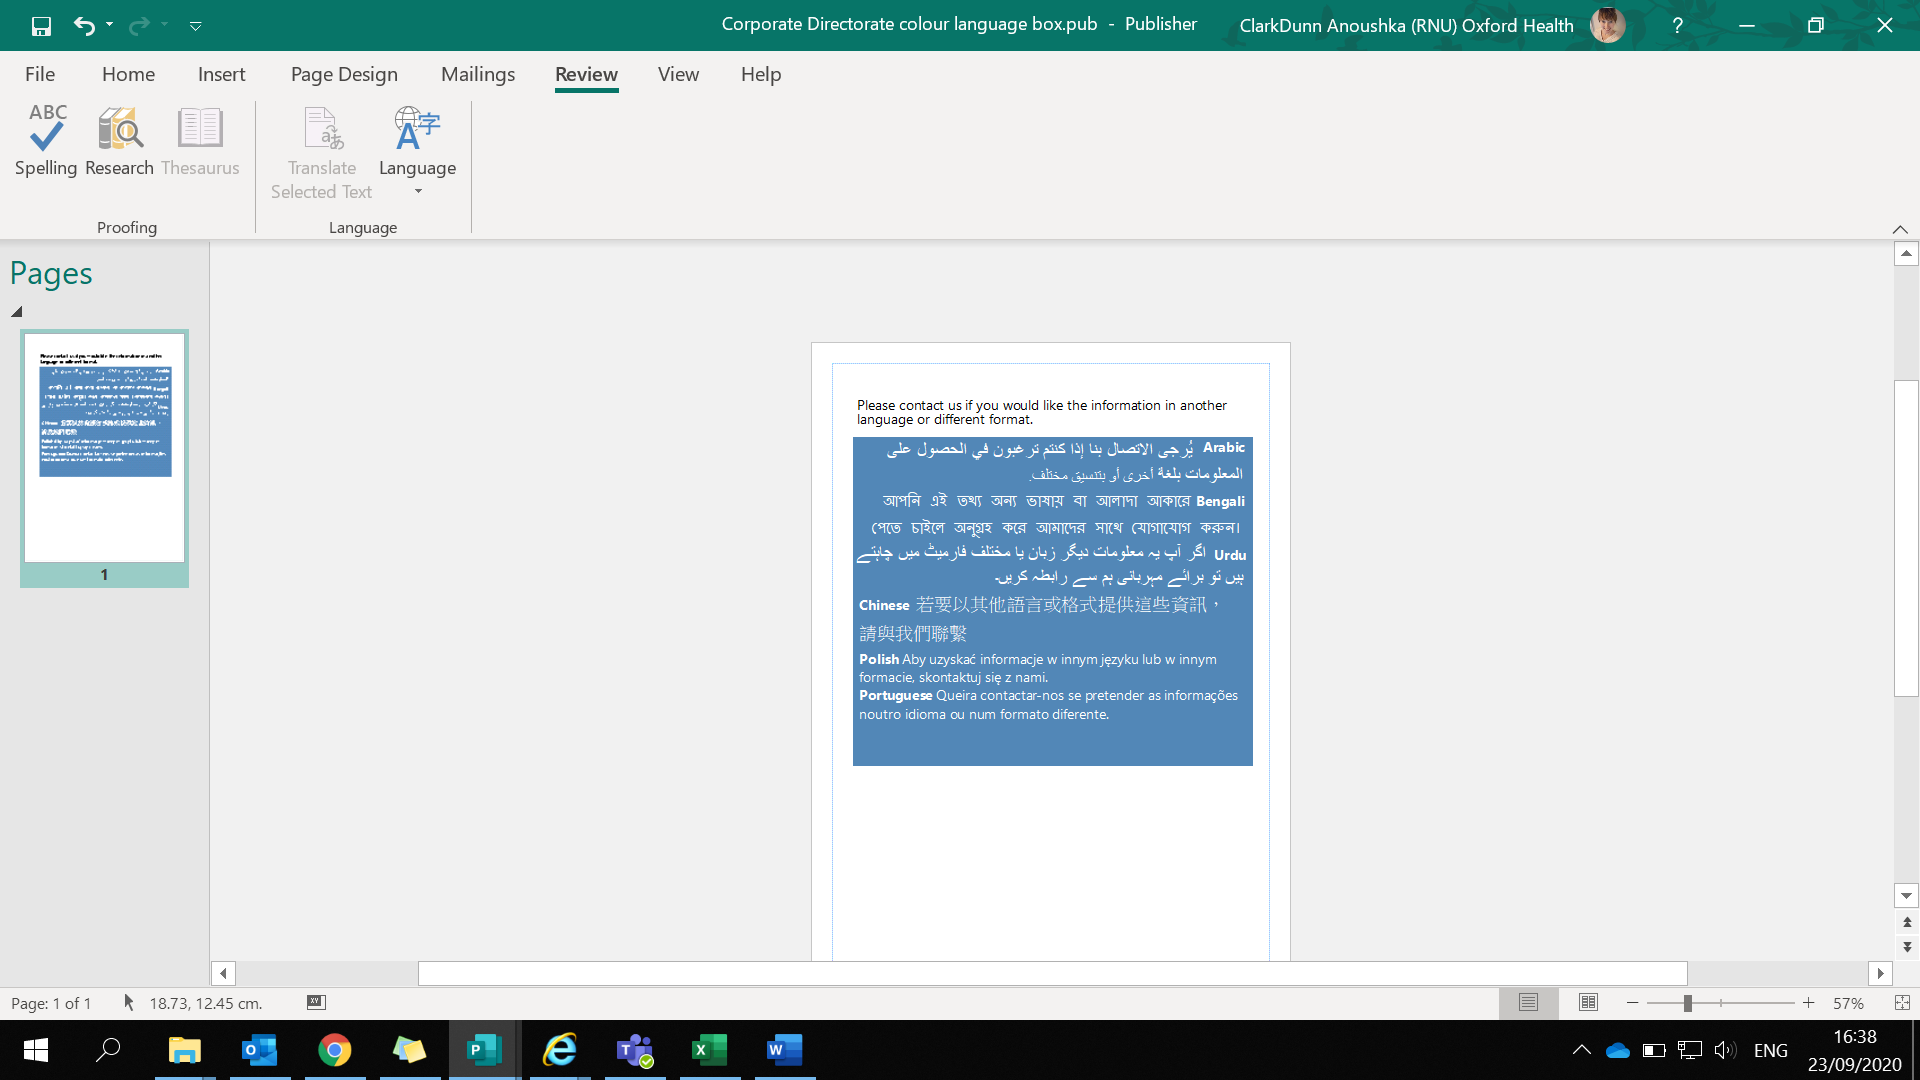 Corporate Directorate colour language box.pub - Publisher
ClarkDunn Anoushka (RNU) Oxford Health
?
File Home Insert Page Design Mailings Review View Help
ABC
Spelling Research Thesaurus
Translate Selected Text
Language
Proofing
Language
Pages
1
Please contact us if you would like the information in another
language or different format.
Arabic يُرجى الاتصال بنا إذا كنتم ترغبون في الحصول على
المعلومات بلغة أخرى أو بتنسيق مختلف.
আপনি এই তথ্য অন্য ভাষায় বা আলাদা আকারে Bengali
পেতে চাইলে অনুগ্রহ করে আমাদের সাথে যোগাযোগ করুন।
Urdu اگر آپ یہ معلومات دیگر زبان یا مختلف فارمیٹ میں چاہتے
ہیں تو برائے مہربانی ہم سے رابطہ کریں۔
Chinese 若要以其他語言或格式提供這些資訊，
請與我們聯繫
Polish Aby uzyskać informacje w innym języku lub w innym
formacie, skontaktuj się z nami.
Portuguese Queira contactar-nos se pretender as informações
noutro idioma ou num formato diferente.
Page: 1 of 1
18.73, 12.45 cm.
57%
ENG
16:38
23/09/2020